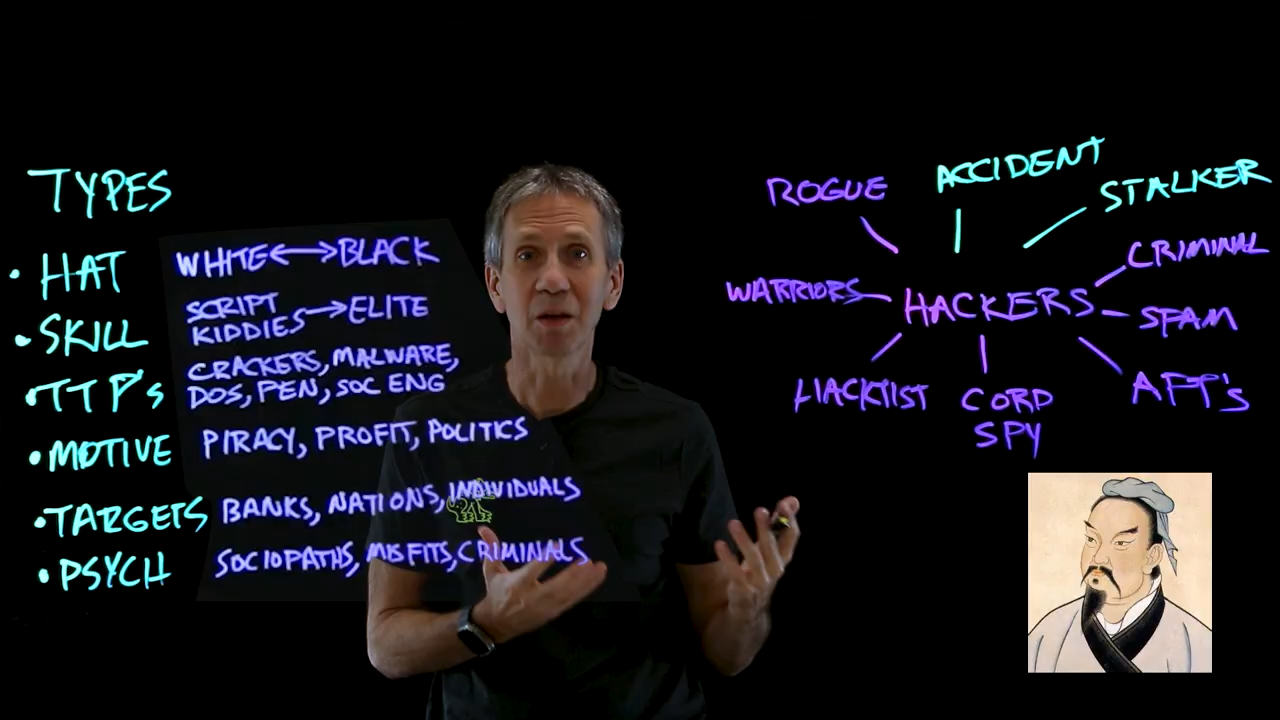 TYPES
• HAT
WHITE ↔ BLACK
• SKILL
SCRIPT
KIDDIES → ELITE
• TTP's
CRACKERS, MALWARE,
DOS, PEN, SOC ENG
• MOTIVE
PIRACY, PROFIT, POLITICS
• TARGETS
BANKS, NATIONS, INDIVIDUALS
• PSYCH
SOCIOPATHS, MISFITS, CRIMINALS
ROGUE
ACCIDENT
STALKER
CRIMINAL
WARRIORS
HACKERS
SPAM
HACKTIST
CORP
SPY
APT's